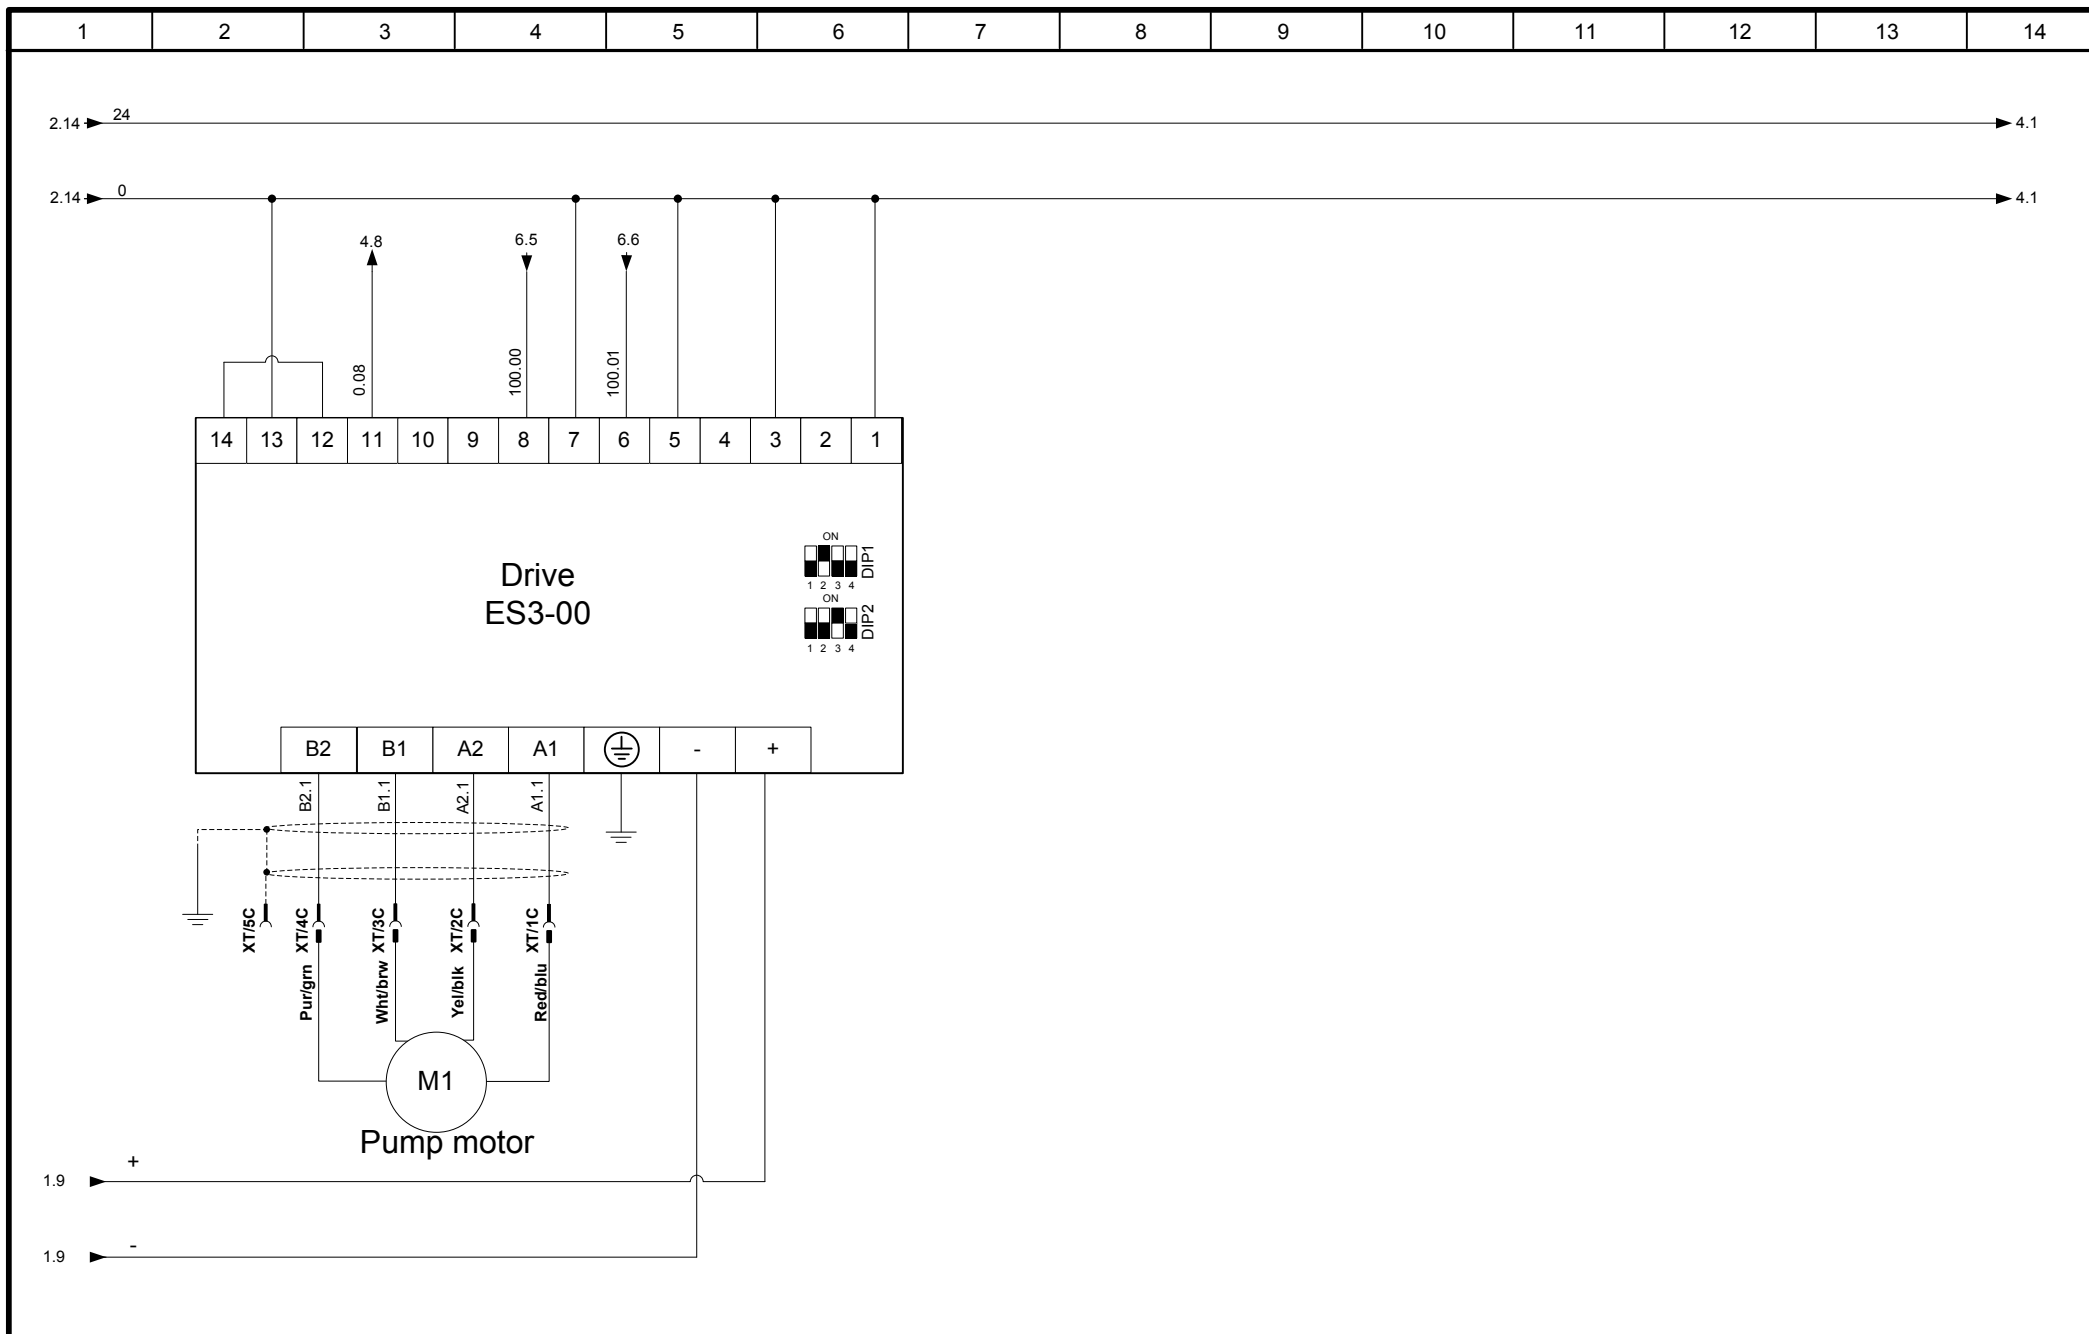 1 2 3 4 5 6 7 8 9 10 11 12 13 14
2.14 24 4.1
2.14 0 4.1
4.8 6.5 6.6
0.08 100.00 100.01
14 13 12 11 10 9 8 7 6 5 4 3 2 1
Drive
ES3-00
ON
DIP1
1 2 3 4
ON
DIP2
1 2 3 4
B2 B1 A2 A1 - +
B2.1 B1.1 A2.1 A1.1
XT/5C XT/4C XT/3C XT/2C XT/1C
Pur/grn Wht/brw Yel/blk Red/blu
M1
Pump motor
1.9 +
1.9 -